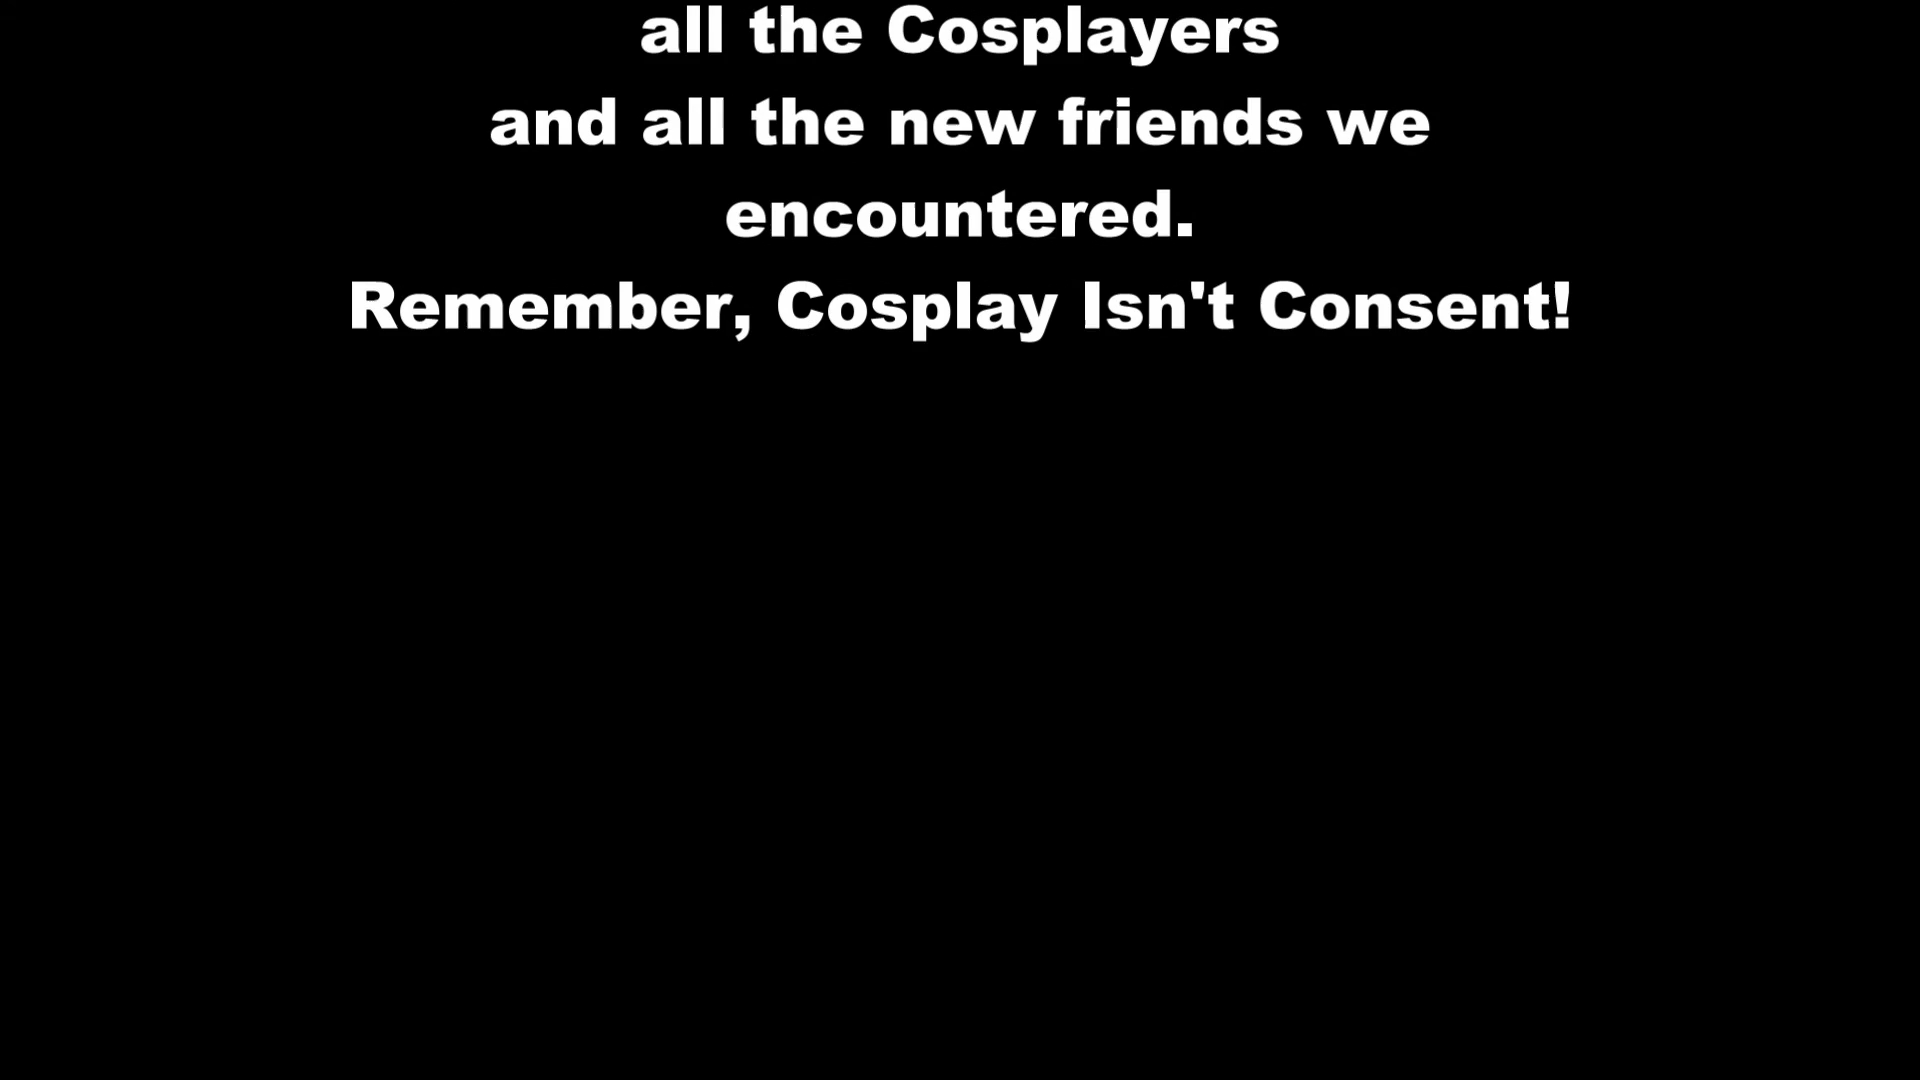 all the Cosplayers
and all the new friends we
encountered.
Remember, Cosplay Isn't Consent!